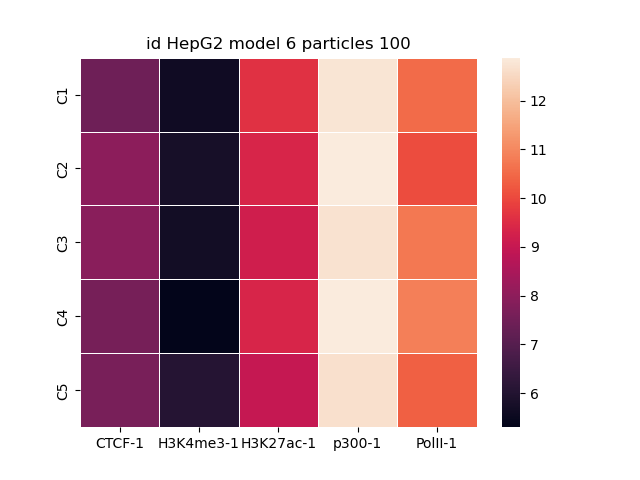 id HepG2 model 6 particles 100
C1
C2
C3
C4
C5
CTCF-1 H3K4me3-1 H3K27ac-1 p300-1 PolII-1
12
11
10
9
8
7
6